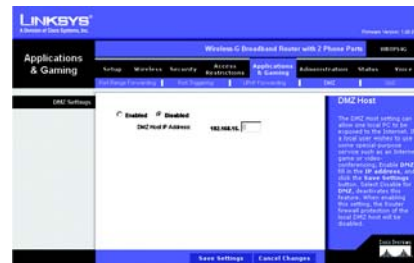 LINKSYS®
A Division of Cisco Systems, Inc.
Wireless-G Broadband Router with 2 Phone Ports
Applications
& Gaming
Setup Wireless Security Access Restrictions Applications & Gaming Administration Status
Port Range Forwarding Port Triggering UPnP Forwarding DMZ
DMZ Settings
Enabled Disabled
DMZ Host IP Address: 192.168.15.
DMZ Host
The DMZ Host setting can
allow one local PC to be
exposed to the Internet. If
a local user wishes to use
some special-purpose
service such as an Internet
game or video-
conferencing, Enable DMZ,
fill in the IP address, and
click the Save Settings
button. Select Disable for
DMZ, deactivates this
feature. When enabling
this setting, the Router
firewall protection of the
local DMZ host will be
disabled.
Save Settings Cancel Changes
Cisco Systems